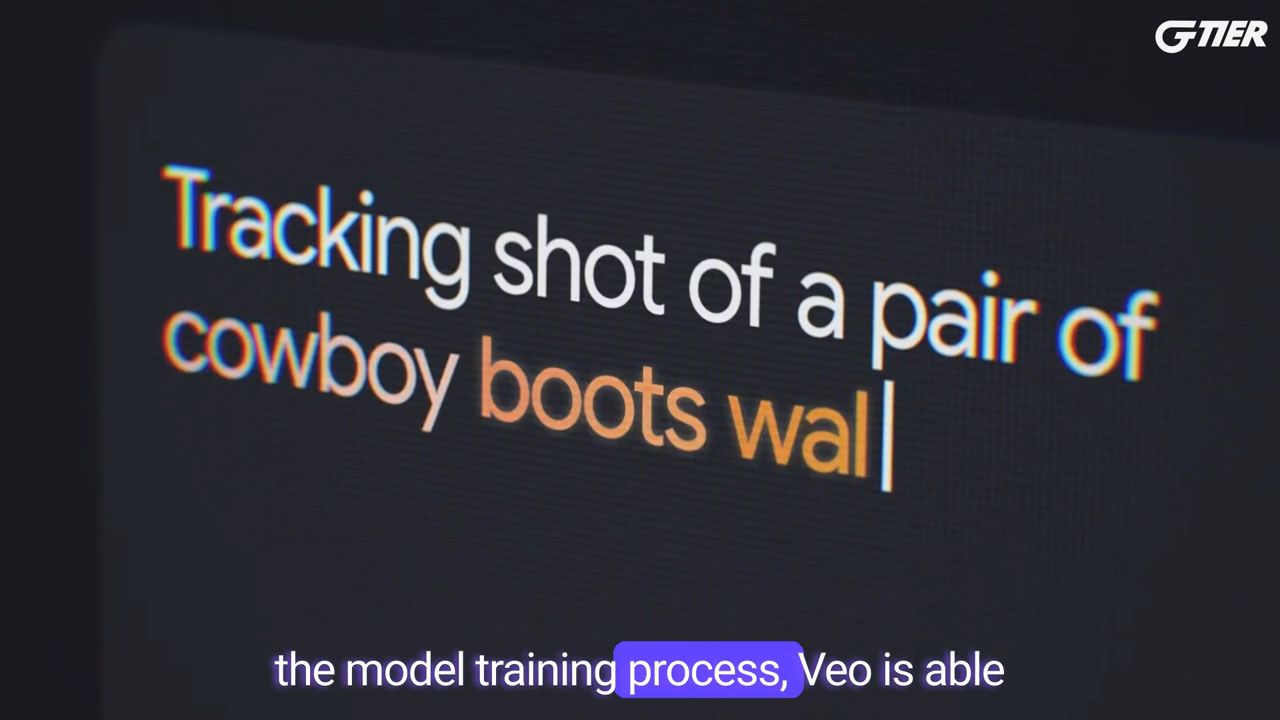 GTIER
Tracking shot of a pair of
cowboy boots wal
the model training process, Veo is able